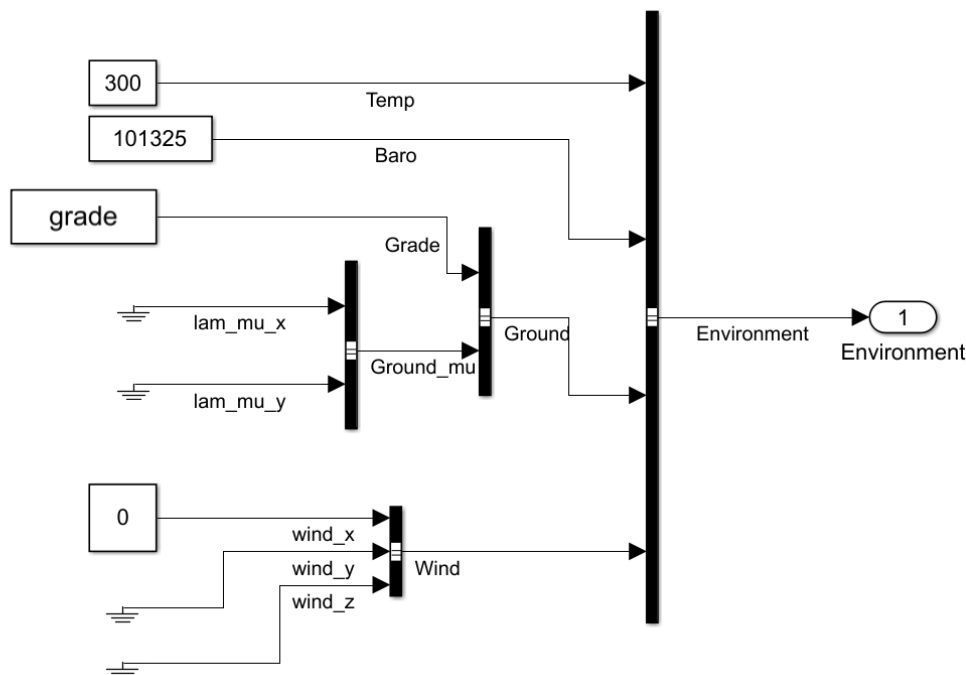 300
Temp
101325
Baro
grade
Grade
lam_mu_x
Ground
Ground_mu
lam_mu_y
Environment
1
Environment
0
wind_x
wind_y
Wind
wind_z